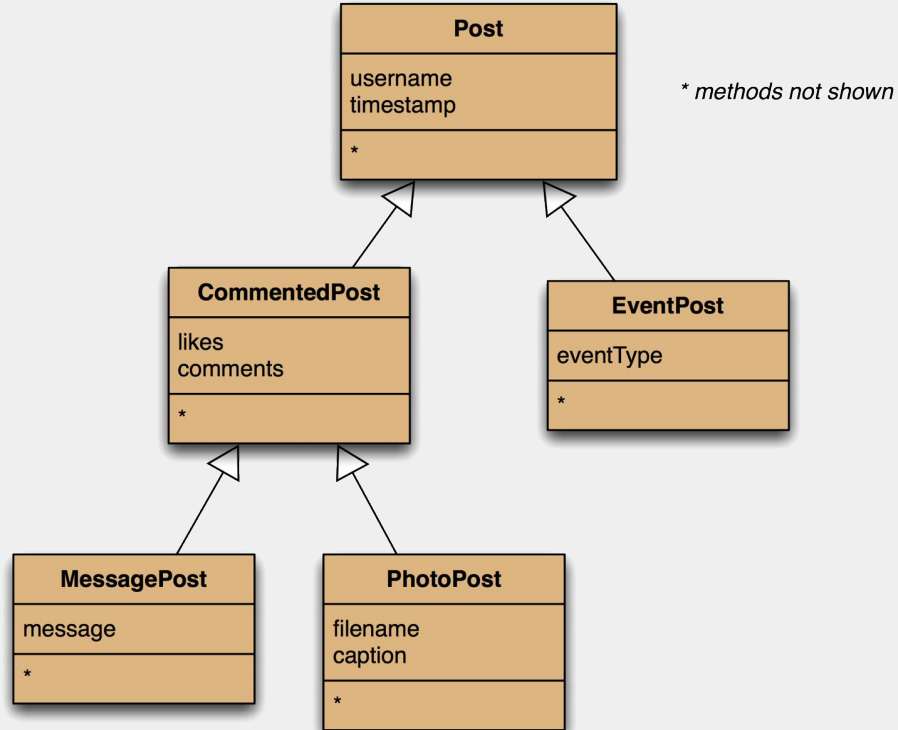 Post
username
timestamp
*
* methods not shown
CommentedPost
likes
comments
*
EventPost
eventType
*
MessagePost
message
*
PhotoPost
filename
caption
*